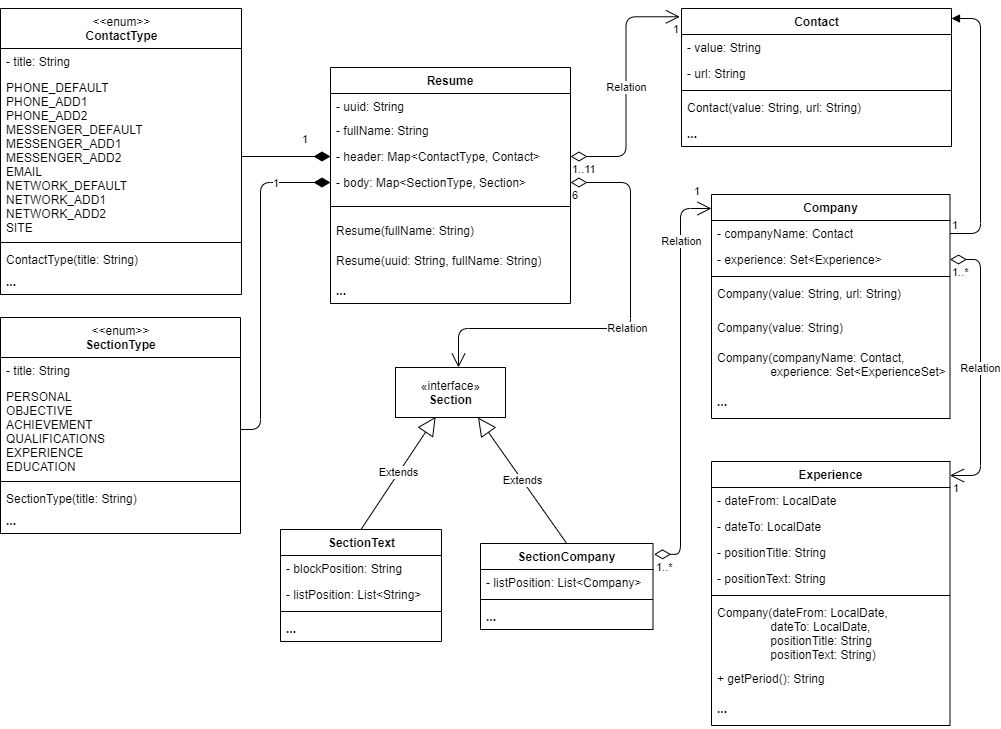 <<enum>>
ContactType
- title: String
PHONE_DEFAULT
PHONE_ADD1
PHONE_ADD2
MESSENGER_DEFAULT
MESSENGER_ADD1
MESSENGER_ADD2
EMAIL
NETWORK_DEFAULT
NETWORK_ADD1
NETWORK_ADD2
SITE
ContactType(title: String)
...
<<enum>>
SectionType
- title: String
PERSONAL
OBJECTIVE
ACHIEVEMENT
QUALIFICATIONS
EXPERIENCE
EDUCATION
SectionType(title: String)
...
1
1
Resume
- uuid: String
- fullName: String
- header: Map<ContactType, Contact>
- body: Map<SectionType, Section>
Resume(fullName: String)
Resume(uuid: String, fullName: String)
...
1..11
6
Relation
1
Relation
«interface»
Section
Extends
Extends
SectionText
- blockPosition: String
- listPosition: List<String>
...
SectionCompany
- listPosition: List<Company>
...
1..*
Relation
1
Contact
- value: String
- url: String
Contact(value: String, url: String)
...
Company
- companyName: Contact
- experience: Set<Experience>
Company(value: String, url: String)
Company(value: String)
Company(companyName: Contact,
experience: Set<ExperienceSet>
...
1
1..*
Relation
1
Experience
- dateFrom: LocalDate
- dateTo: LocalDate
- positionTitle: String
- positionText: String
Company(dateFrom: LocalDate,
dateTo: LocalDate,
positionTitle: String
positionText: String)
+ getPeriod(): String
...